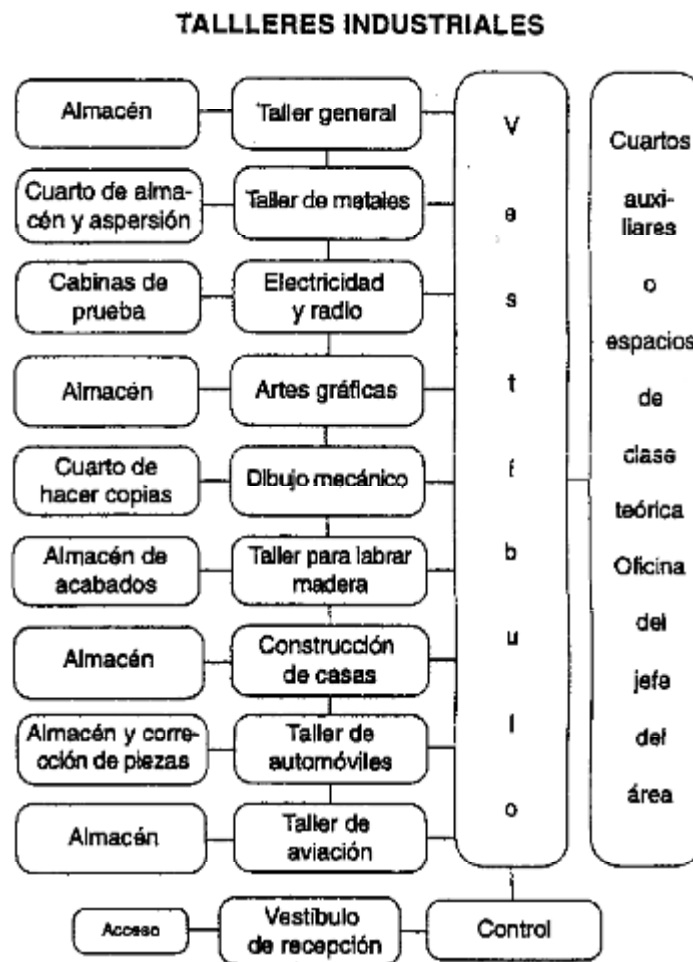 TALLLERES INDUSTRIALES
Almacén
Taller general
Cuarto de alma-
cén y aspersión
Taller de metales
Cabinas de
prueba
Electricidad
y radio
Almacén
Artes gráficas
Cuarto de
hacer copias
Dibujo mecánico
Almacén de
acabados
Taller para labrar
madera
Almacén
Construcción
de casas
Almacén y corre-
cción de piezas
Taller de
automóviles
Almacén
Taller de
aviación
V
e
s
t
í
b
u
l
o
Cuartos
auxi-
liares
o
espacios
de
clase
teórica
Oficina
del
jefe
del
área
Acceso
Vestíbulo
de recepción
Control